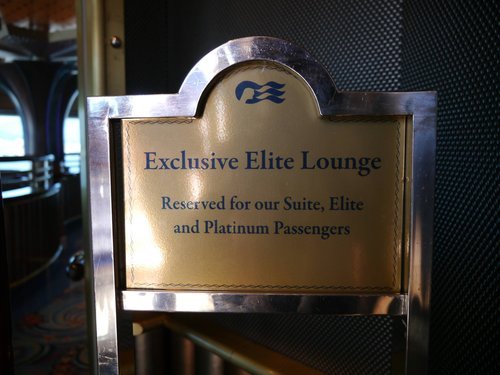 Exclusive Elite Lounge
Reserved for our Suite, Elite
and Platinum Passengers